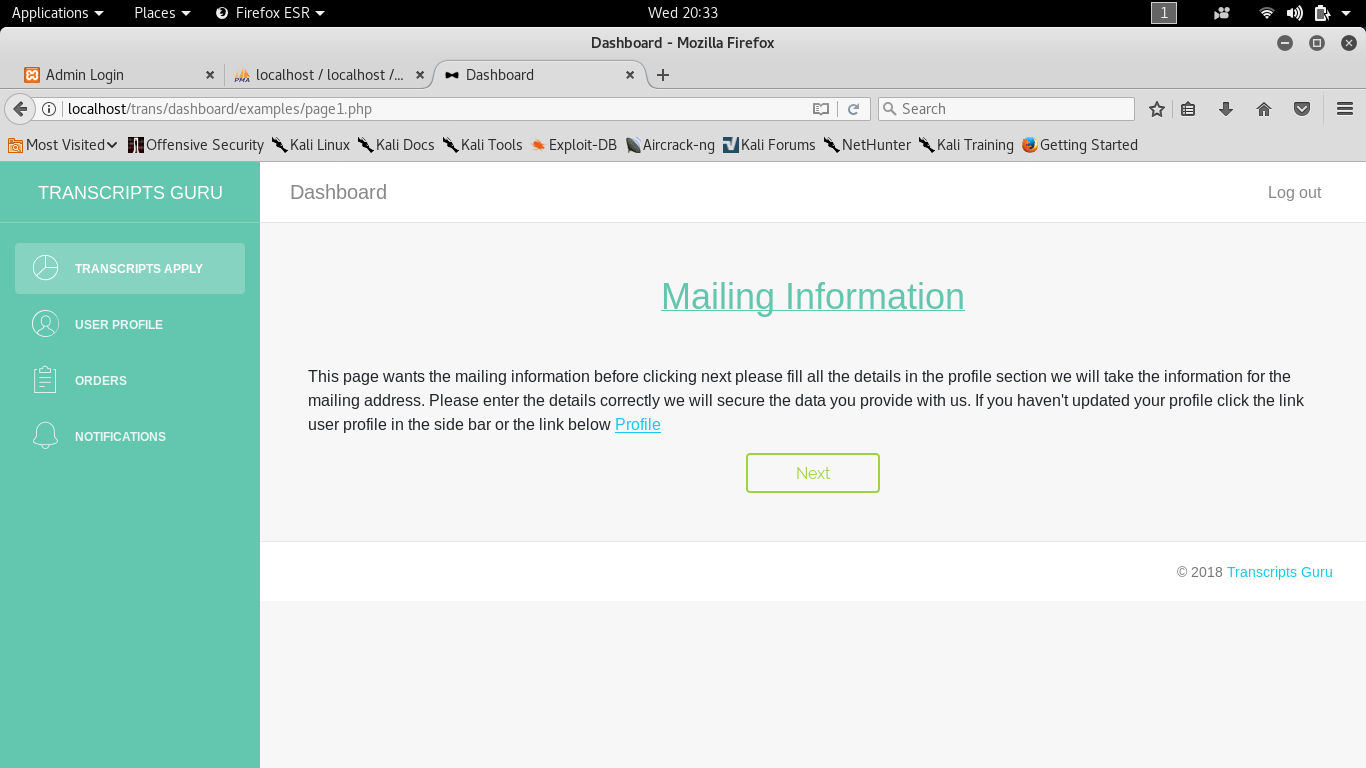 Applications Places Firefox ESR Wed 20:33 1
Dashboard - Mozilla Firefox
Admin Login localhost / localhost /... Dashboard
localhost/trans/dashboard/examples/page1.php Search
Most Visited Offensive Security Kali Linux Kali Docs Kali Tools Exploit-DB Aircrack-ng Kali Forums NetHunter Kali Training Getting Started
TRANSCRIPTS GURU Dashboard Log out
TRANSCRIPTS APPLY
USER PROFILE
ORDERS
NOTIFICATIONS
Mailing Information
This page wants the mailing information before clicking next please fill all the details in the profile section we will take the information for the
mailing address. Please enter the details correctly we will secure the data you provide with us. If you haven't updated your profile click the link
user profile in the side bar or the link below Profile
Next
© 2018 Transcripts Guru